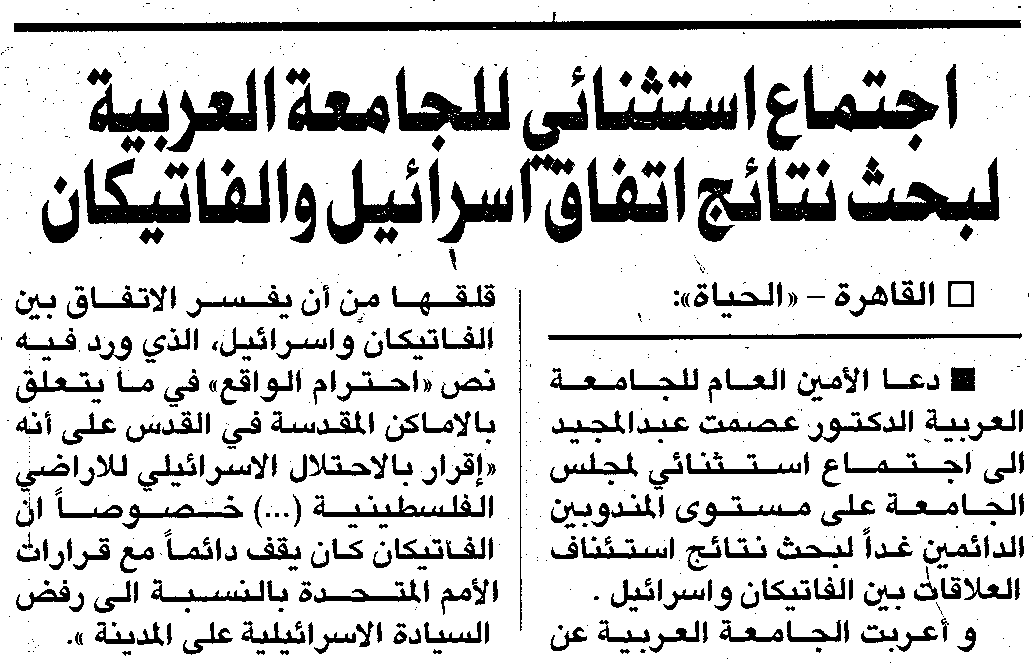 اجتماع استثنائي للجامعة العربية
لبحث نتائج اتفاق اسرائيل والفاتيكان
□ القاهرة – «الحياة»:
■ دعا الأمين العام للجامعة
العربية الدكتور عصمت عبدالمجيد
الى اجتماع استثنائي لمجلس
الجامعة على مستوى المندوبين
الدائمين غداً لبحث نتائج استئناف
العلاقات بين الفاتيكان واسرائيل .
و أعربت الجامعة العربية عن
قلقها من أن يفسر الاتفاق بين
الفاتيكان واسرائيل، الذي ورد فيه
نص «احترام الواقع» في ما يتعلق
بالاماكن المقدسة في القدس على أنه
«إقرار بالاحتلال الاسرائيلي للاراضي
الفلسطينية (...) خصوصاً ان
الفاتيكان كان يقف دائماً مع قرارات
الأمم المتحدة بالنسبة الى رفض
السيادة الاسرائيلية على المدينة ».